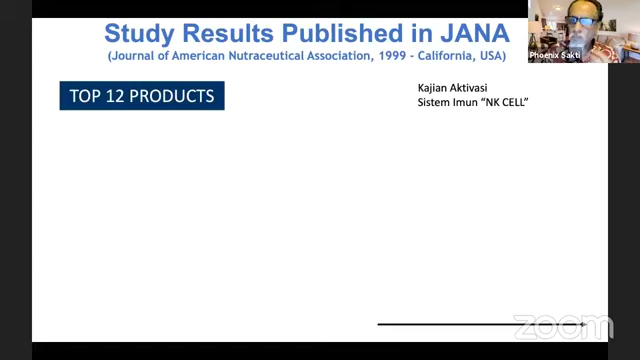 Study Results Published in JANA
(Journal of American Nutraceutical Association, 1999 - California, USA)
Phoenix Sakti
TOP 12 PRODUCTS
Kajian Aktivasi
Sistem Imun “NK CELL”
zoom